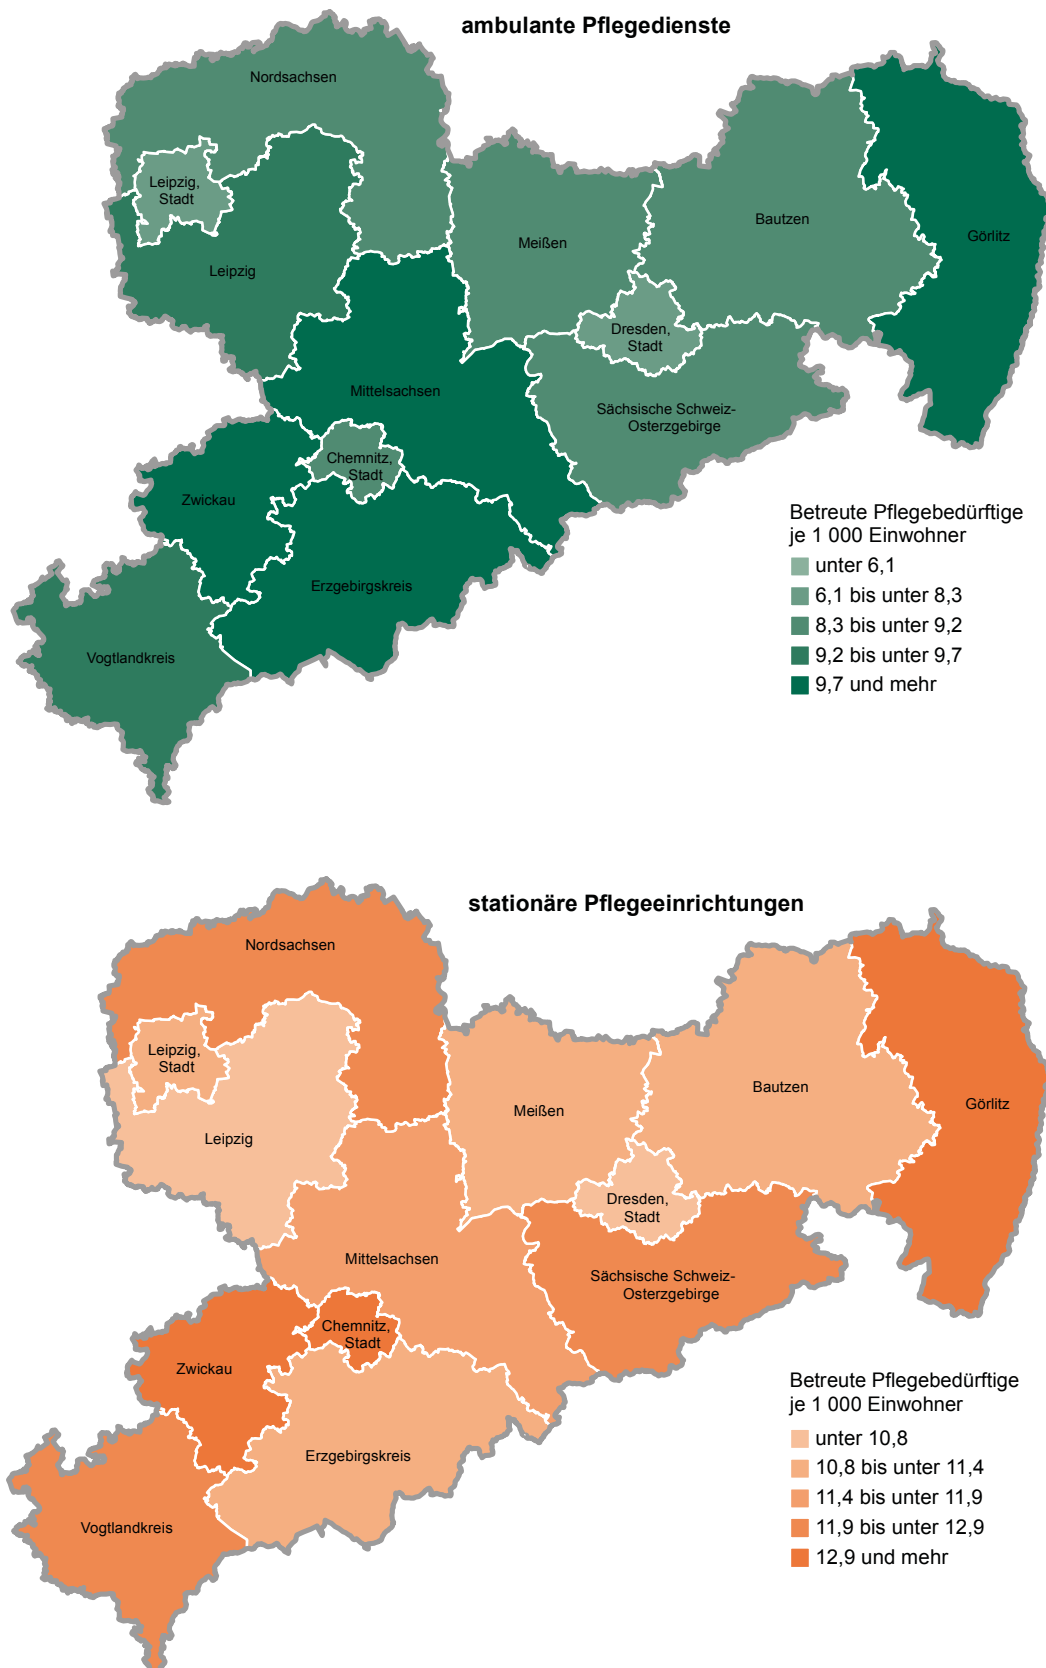 ambulante Pflegedienste
Nordsachsen
Leipzig,
Stadt
Leipzig
Meißen
Bautzen
Görlitz
Dresden,
Stadt
Mittelsachsen
Sächsische Schweiz-
Osterzgebirge
Chemnitz,
Stadt
Zwickau
Erzgebirgskreis
Vogtlandkreis
Betreute Pflegebedürftige
je 1 000 Einwohner
unter 6,1
6,1 bis unter 8,3
8,3 bis unter 9,2
9,2 bis unter 9,7
9,7 und mehr
stationäre Pflegeeinrichtungen
Nordsachsen
Leipzig,
Stadt
Leipzig
Meißen
Bautzen
Görlitz
Dresden,
Stadt
Mittelsachsen
Sächsische Schweiz-
Osterzgebirge
Chemnitz,
Stadt
Zwickau
Erzgebirgskreis
Vogtlandkreis
Betreute Pflegebedürftige
je 1 000 Einwohner
unter 10,8
10,8 bis unter 11,4
11,4 bis unter 11,9
11,9 bis unter 12,9
12,9 und mehr